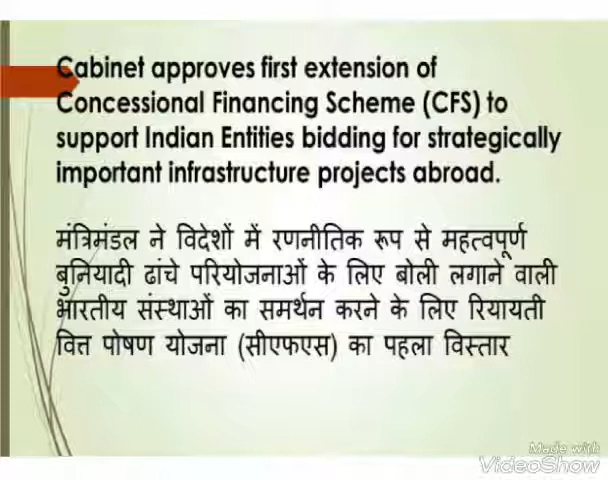 Cabinet approves first extension of
Concessional Financing Scheme (CFS) to
support Indian Entities bidding for strategically
important infrastructure projects abroad.
मंत्रिमंडल ने विदेशों में रणनीतिक रूप से महत्वपूर्ण
बुनियादी ढांचे परियोजनाओं के लिए बोली लगाने वाली
भारतीय संस्थाओं का समर्थन करने के लिए रियायती
वित्त पोषण योजना (सीएफएस) का पहला विस्तार
Made with
VideoShow